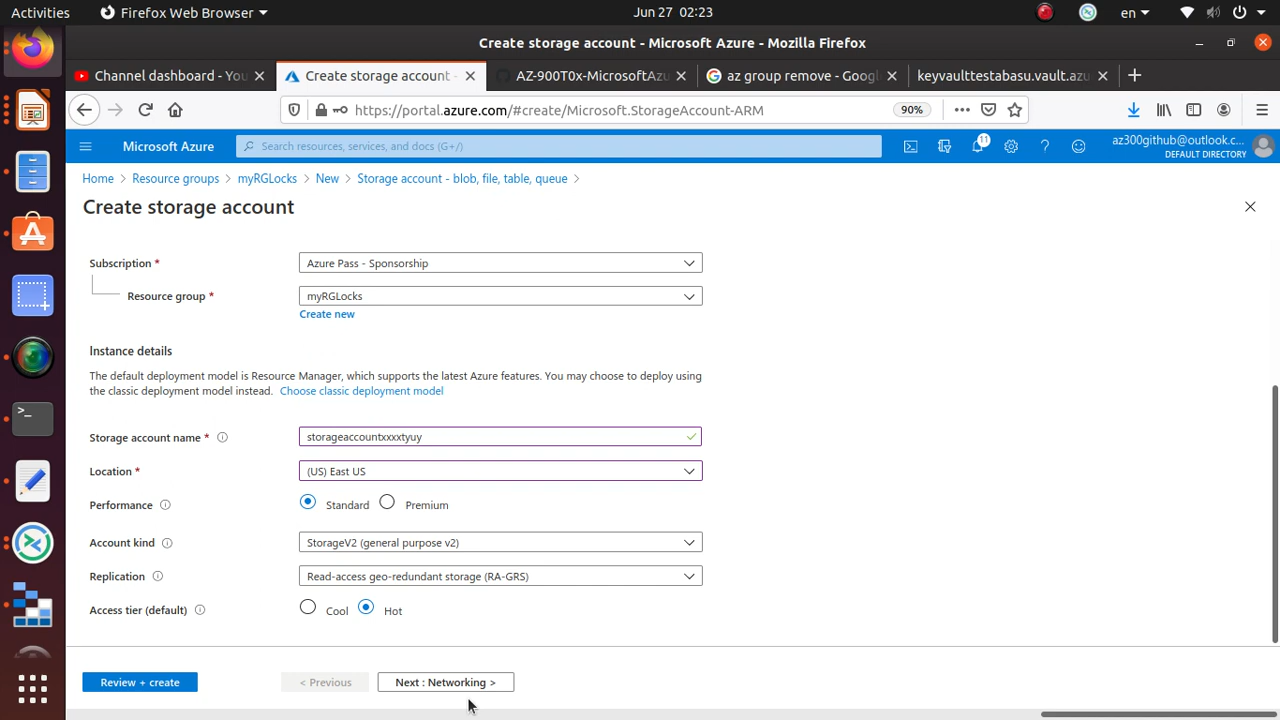 Activities Firefox Web Browser Jun 27 02:23 en
Create storage account - Microsoft Azure - Mozilla Firefox
Channel dashboard - You Create storage account - AZ-900T0x-MicrosoftAzu az group remove - Google keyvaulttestabasu.vault.azu
https://portal.azure.com/#create/Microsoft.StorageAccount-ARM 90%
Microsoft Azure Search resources, services, and docs (G+/) 11 az300github@outlook.c...
DEFAULT DIRECTORY
Home > Resource groups > myRGLocks > New > Storage account - blob, file, table, queue >
Create storage account
Subscription * Azure Pass - Sponsorship
Resource group * myRGLocks
Create new
Instance details
The default deployment model is Resource Manager, which supports the latest Azure features. You may choose to deploy using
the classic deployment model instead. Choose classic deployment model
Storage account name * storageaccountxxxxtyuy
Location * (US) East US
Performance Standard Premium
Account kind StorageV2 (general purpose v2)
Replication Read-access geo-redundant storage (RA-GRS)
Access tier (default) Cool Hot
Review + create < Previous Next : Networking >